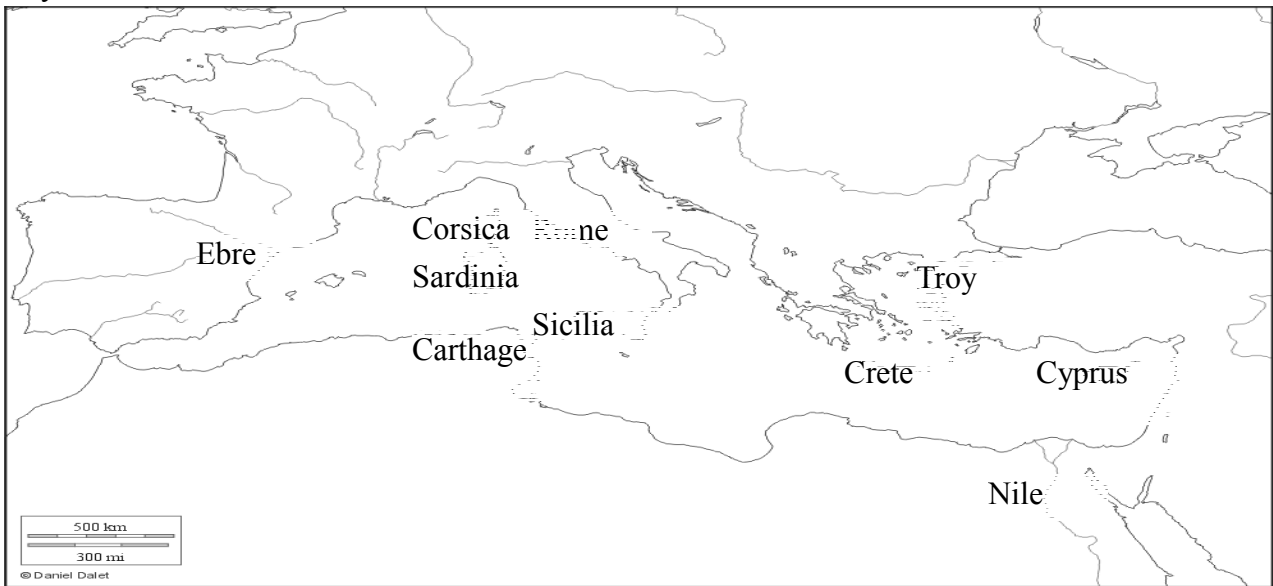 Corsica
Ebre
Sardinia
Troy
Sicilia
Carthage
Crete
Cyprus
Nile
500 km
300 mi
© Daniel Dalet